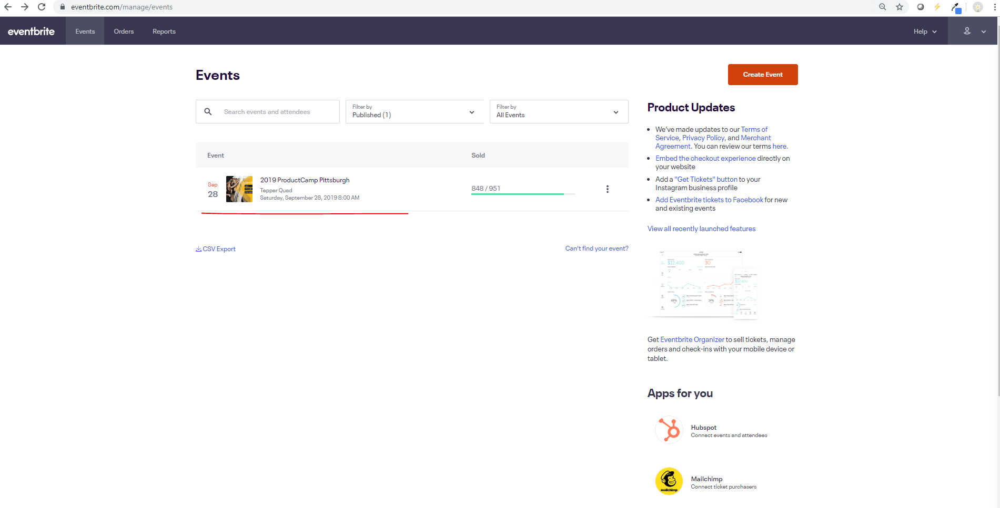 eventbrite.com/manage/events
eventbrite
Events
Orders
Reports
Help
Events
Create Event
Search events and attendees
Filter by
Published (1)
Filter by
All Events
Event
Sold
Sep
28
2019 ProductCamp Pittsburgh
Tepper Quad
Saturday, September 28, 2019 8:00 AM
848 / 951
CSV Export
Can't find your event?
Product Updates
We’ve made updates to our Terms of
Service, Privacy Policy, and Merchant
Agreement. You can review our terms here.
Embed the checkout experience directly on
your website
Add a "Get Tickets" button to your
Instagram business profile
Add Eventbrite tickets to Facebook for new
and existing events
View all recently launched features
$12,400
30
$12,400
Get Eventbrite Organizer to sell tickets, manage
orders and check-ins with your mobile device or
tablet.
Apps for you
Hubspot
Connect events and attendees
mailchimp
Mailchimp
Connect ticket purchasers